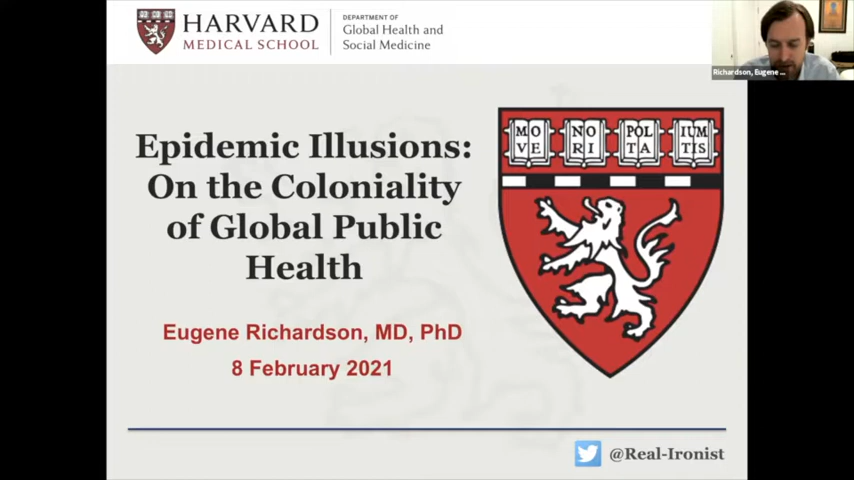 HARVARD
MEDICAL SCHOOL
DEPARTMENT OF
Global Health and
Social Medicine
Richardson, Eugene ...
Epidemic Illusions:
On the Coloniality
of Global Public
Health
MO NO POL IUM
VE RI TA TIS
Eugene Richardson, MD, PhD
8 February 2021
@Real-Ironist